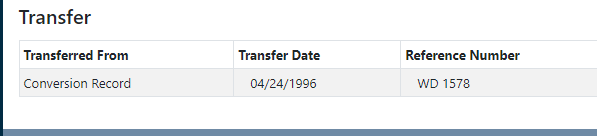 Transfer
Transferred From Transfer Date Reference Number
Conversion Record 04/24/1996 WD 1578